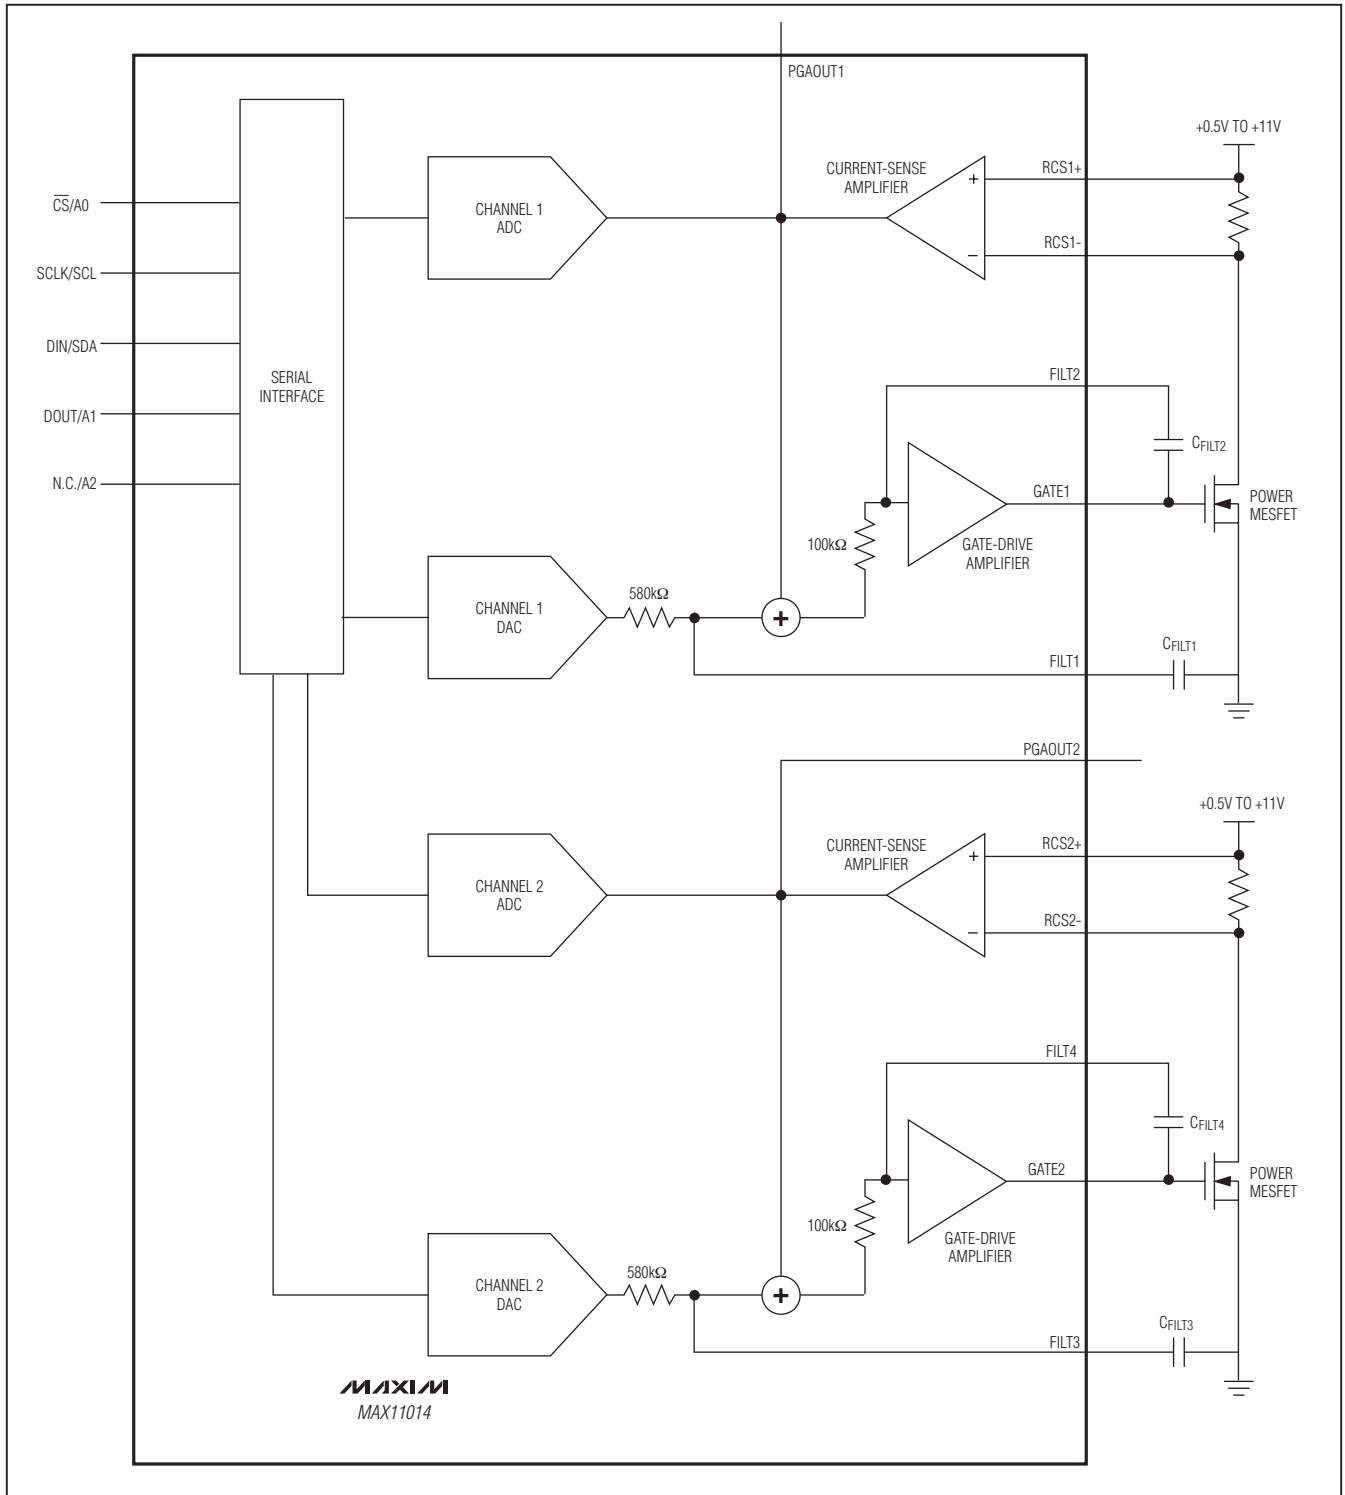 PGAOUT1
+0.5V TO +11V
CURRENT-SENSE
AMPLIFIER
+
−
RCS1+
RCS1-
CS/A0
SCLK/SCL
DIN/SDA
DOUT/A1
N.C./A2
SERIAL
INTERFACE
CHANNEL 1
ADC
FILT2
CFILT2
GATE1
POWER
MESFET
100kΩ
GATE-DRIVE
AMPLIFIER
CHANNEL 1
DAC
580kΩ
+
FILT1
CFILT1
PGAOUT2
+0.5V TO +11V
CURRENT-SENSE
AMPLIFIER
+
−
RCS2+
RCS2-
CHANNEL 2
ADC
FILT4
CFILT4
GATE2
POWER
MESFET
100kΩ
GATE-DRIVE
AMPLIFIER
CHANNEL 2
DAC
580kΩ
+
FILT3
CFILT3
MAXIM
MAX11014